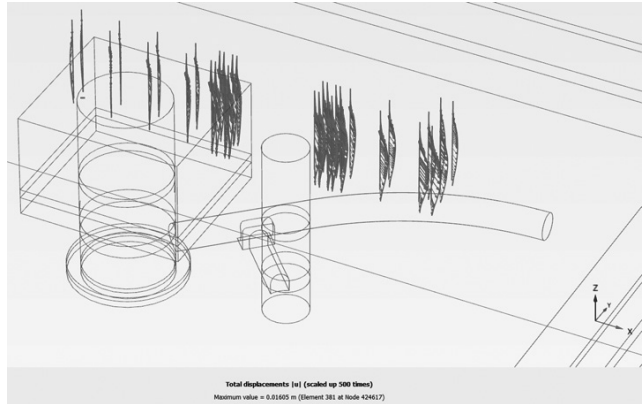 Z
Y
X
Total displacements |u| (scaled up 500 times)
Maximum value = 0.01605 m (Element 381 at Node 424617)